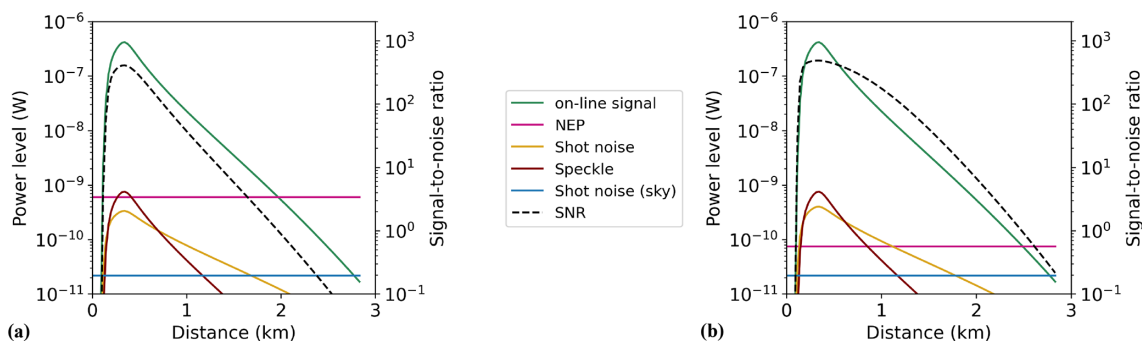 10⁻⁶
10⁻⁷
10⁻⁸
10⁻⁹
10⁻¹⁰
10⁻¹¹
Power level (W)
10³
10²
10¹
10⁰
10⁻¹
Signal-to-noise ratio
0 1 2 3
Distance (km)
(a)
on-line signal
NEP
Shot noise
Speckle
Shot noise (sky)
SNR
10⁻⁶
10⁻⁷
10⁻⁸
10⁻⁹
10⁻¹⁰
10⁻¹¹
Power level (W)
10³
10²
10¹
10⁰
10⁻¹
Signal-to-noise ratio
0 1 2 3
Distance (km)
(b)